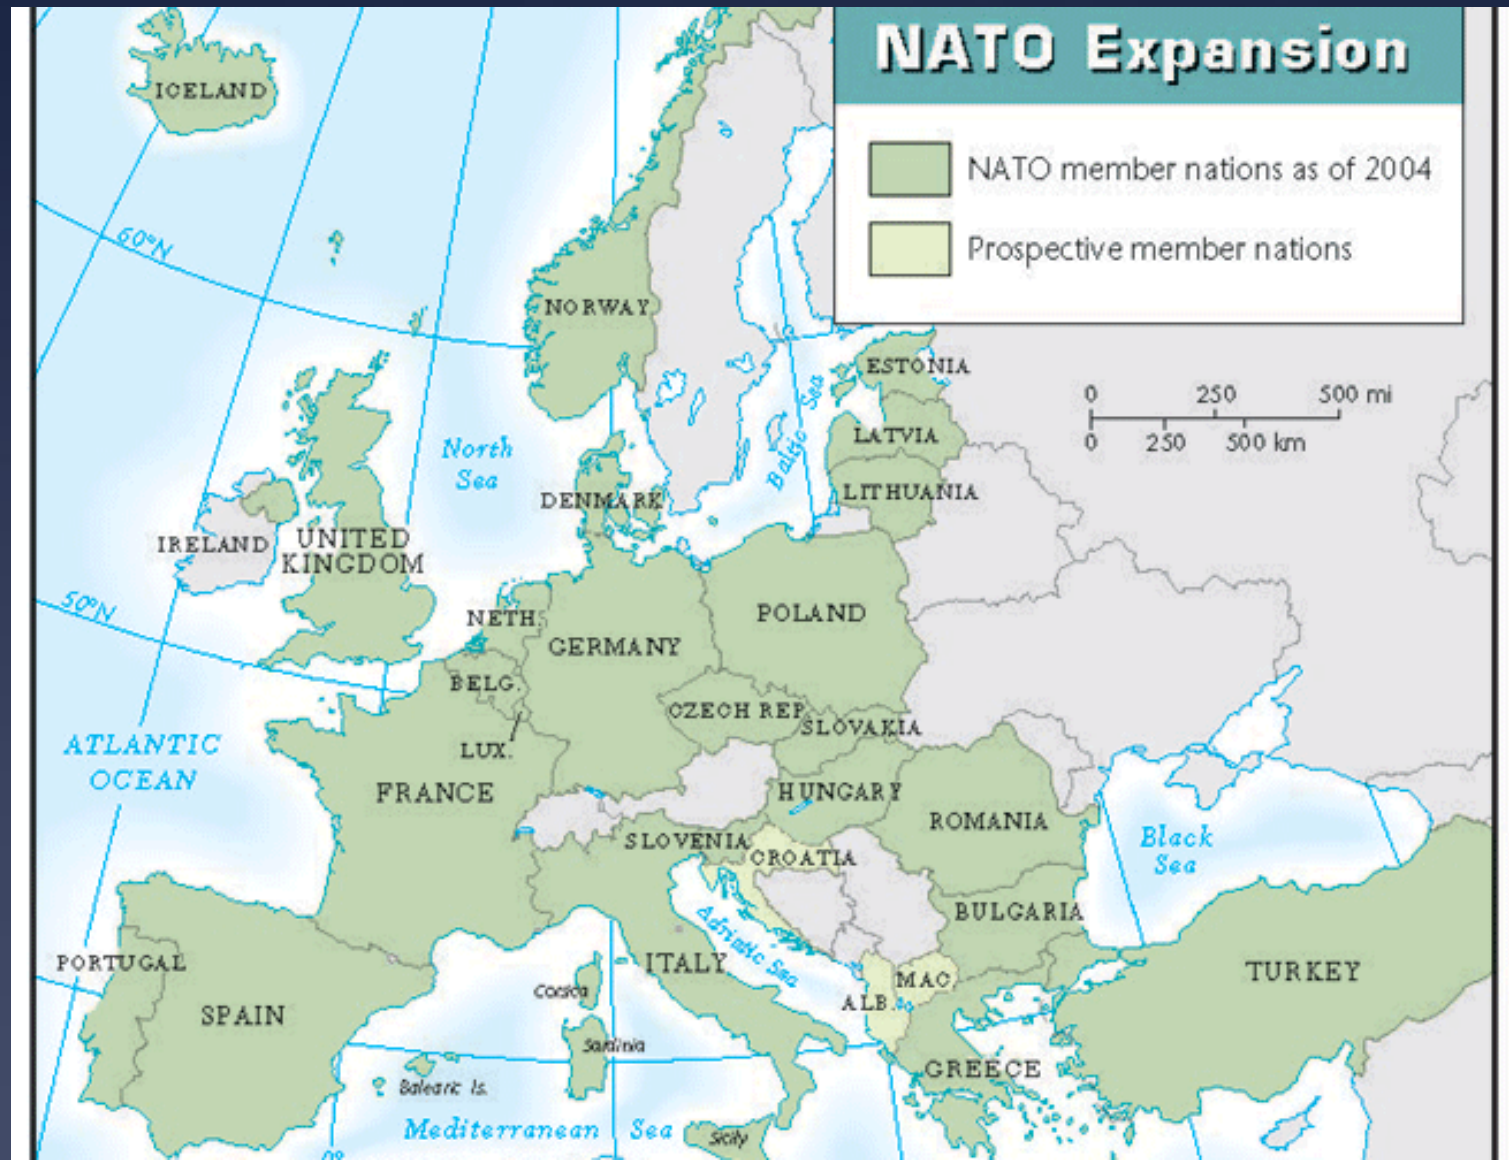 NATO Expansion
NATO member nations as of 2004
Prospective member nations
ICELAND
60°N
NORWAY
ESTONIA
0 250 500 mi
0 250 500 km
LATVIA
Baltic Sea
North
Sea
LITHUANIA
DENMARK
IRELAND
UNITED
KINGDOM
50°N
NETH.
POLAND
GERMANY
BELG.
CZECH REP.
SLOVAKIA
LUX.
ATLANTIC
OCEAN
FRANCE
HUNGARY
ROMANIA
Black
Sea
SLOVENIA
CROATIA
BULGARIA
Adriatic Sea
PORTUGAL
ITALY
TURKEY
MAC.
ALB.
Corsica
SPAIN
Sardinia
GREECE
Balearic Is.
Mediterranean Sea
Sicily
0°